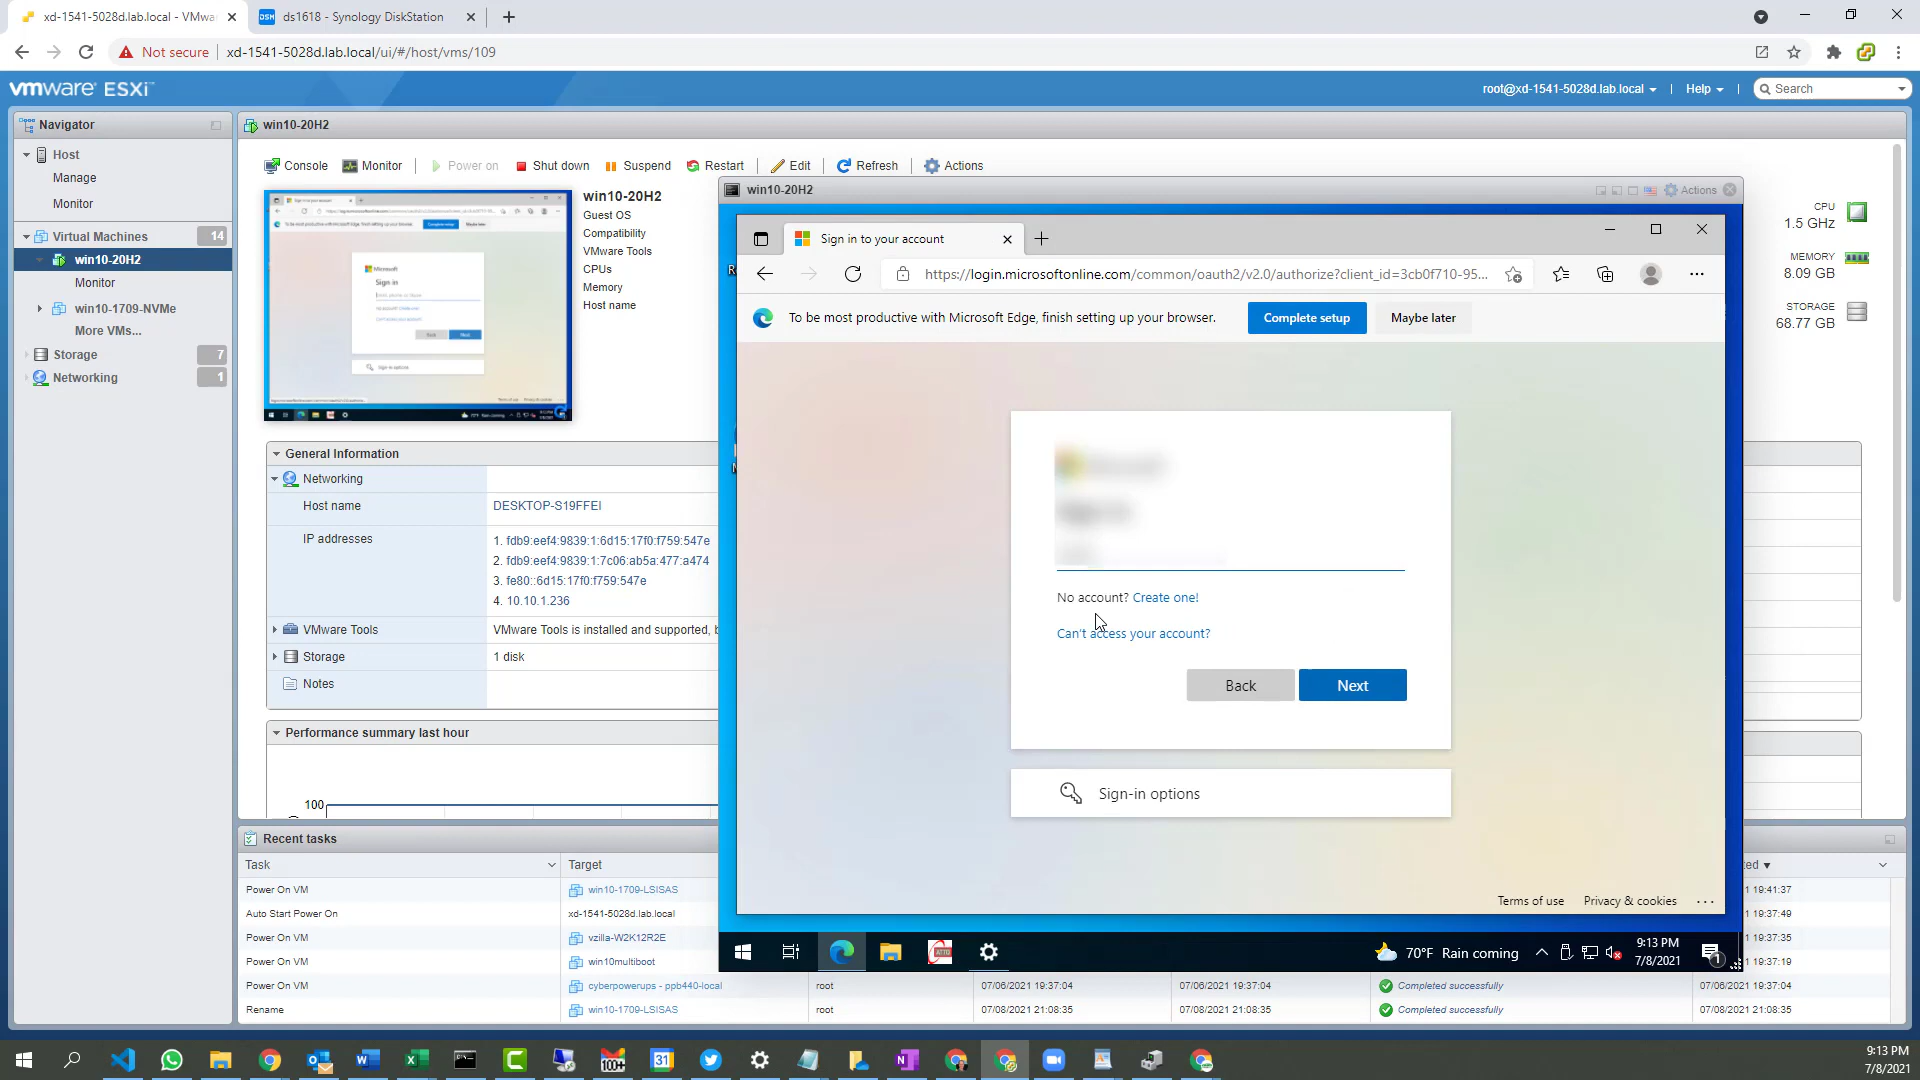 xd-1541-5028d.lab.local - VMwa
ds1618 - Synology DiskStation
Not secure
xd-1541-5028d.lab.local/ui/#/host/vms/109
vmware ESXi
root@xd-1541-5028d.lab.local
Help
Search
Navigator
Host
Manage
Monitor
Virtual Machines
14
win10-20H2
Monitor
win10-1709-NVMe
More VMs...
Storage
7
Networking
1
win10-20H2
Console
Monitor
Power on
Shut down
Suspend
Restart
Edit
Refresh
Actions
win10-20H2
Guest OS
Compatibility
VMware Tools
CPUs
Memory
Host name
CPU
1.5 GHz
MEMORY
8.09 GB
STORAGE
68.77 GB
General Information
Networking
Host name
DESKTOP-S19FFEI
IP addresses
1. fdb9:eef4:9839:1:6d15:17f0:f759:547e
2. fdb9:eef4:9839:1:7c06:ab5a:477:a474
3. fe80::6d15:17f0:f759:547e
4. 10.10.1.236
VMware Tools
VMware Tools is installed and supported, b
Storage
1 disk
Notes
Performance summary last hour
100
win10-20H2
Actions
Sign in to your account
https://login.microsoftonline.com/common/oauth2/v2.0/authorize?client_id=3cb0f710-95...
To be most productive with Microsoft Edge, finish setting up your browser.
Complete setup
Maybe later
No account? Create one!
Can't access your account?
Back
Next
Sign-in options
Terms of use
Privacy & cookies
...
70°F Rain coming
9:13 PM
7/8/2021
1
Recent tasks
Task
Target
ted
Power On VM
win10-1709-LSISAS
1 19:41:37
Auto Start Power On
xd-1541-5028d.lab.local
1 19:37:49
Power On VM
vzilla-W2K12R2E
1 19:37:35
Power On VM
win10multiboot
1 19:37:19
Power On VM
cyberpowerups - ppb440-local
root
07/06/2021 19:37:04
07/06/2021 19:37:04
Completed successfully
07/06/2021 19:37:04
Rename
win10-1709-LSISAS
root
07/08/2021 21:08:35
07/08/2021 21:08:35
Completed successfully
07/08/2021 21:08:35
100+
31
9:13 PM
7/8/2021